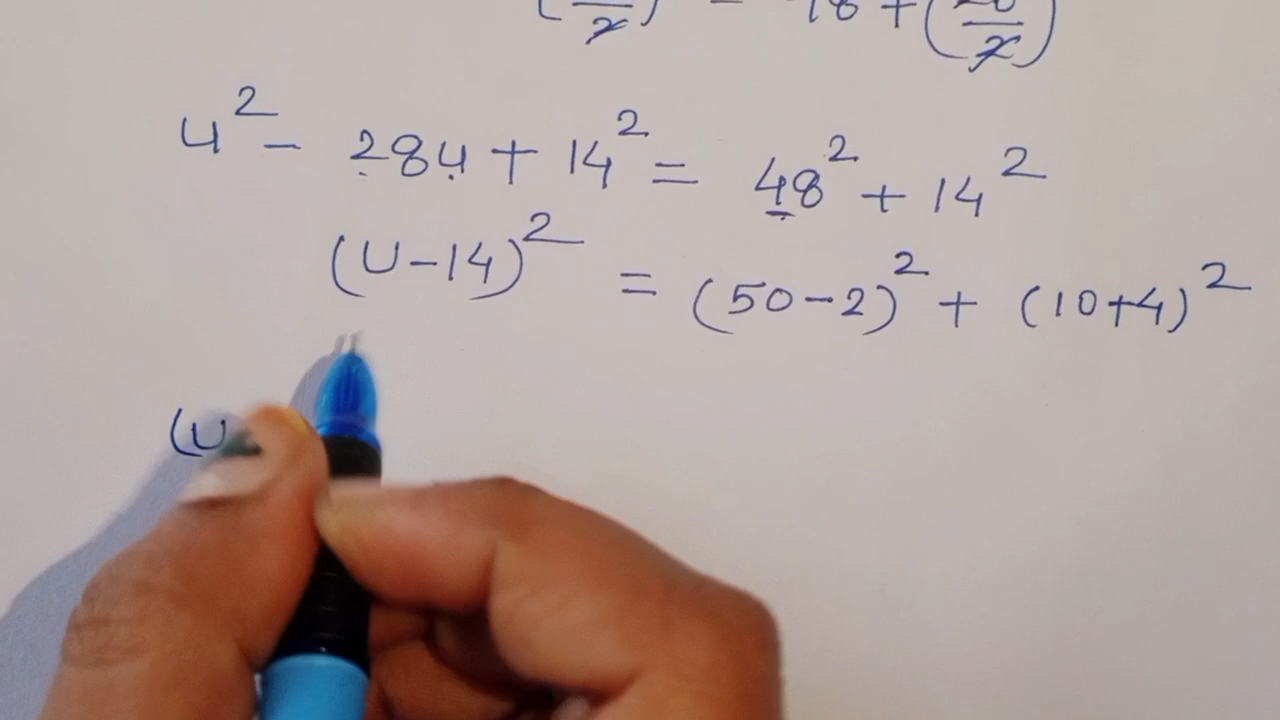 u² - 28u + 14² = 48² + 14²
(U-14)² = (50-2)² + (10+4)²
(U